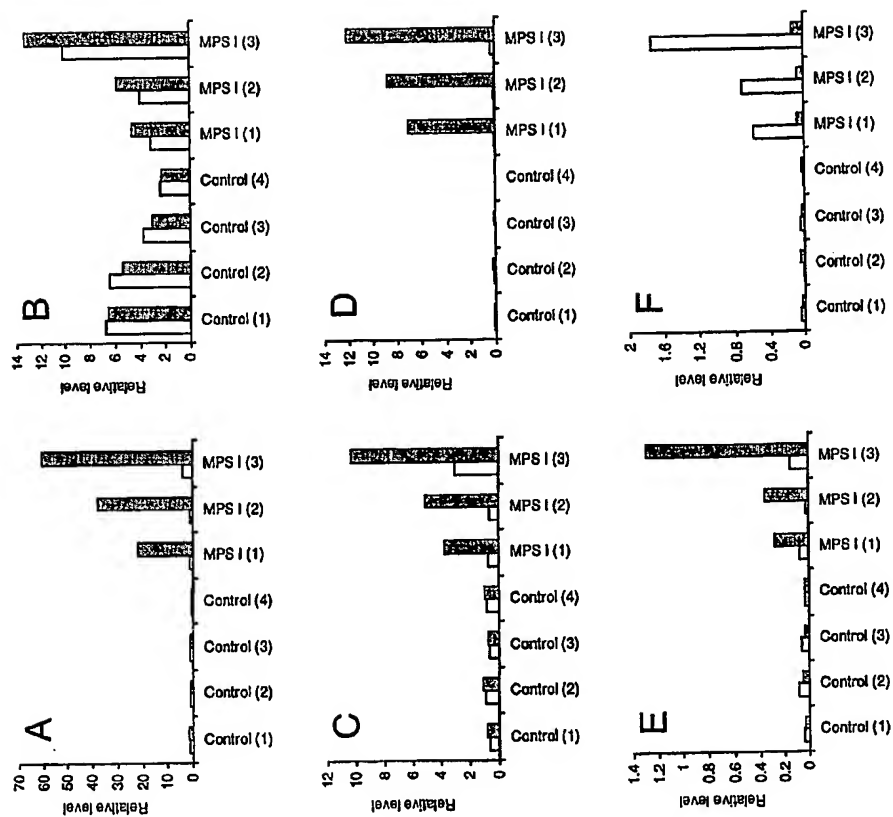 A
Relative level
70
60
50
40
30
20
10
0
Control (1)
Control (2)
Control (3)
Control (4)
MPS I (1)
MPS I (2)
MPS I (3)
B
Relative level
14
12
10
8
6
4
2
0
Control (1)
Control (2)
Control (3)
Control (4)
MPS I (1)
MPS I (2)
MPS I (3)
C
Relative level
12
10
8
6
4
2
0
Control (1)
Control (2)
Control (3)
Control (4)
MPS I (1)
MPS I (2)
MPS I (3)
D
Relative level
14
12
10
8
6
4
2
0
Control (1)
Control (2)
Control (3)
Control (4)
MPS I (1)
MPS I (2)
MPS I (3)
E
Relative level
1.4
1.2
1
0.8
0.6
0.4
0.2
0
Control (1)
Control (2)
Control (3)
Control (4)
MPS I (1)
MPS I (2)
MPS I (3)
F
Relative level
2
1.6
1.2
0.8
0.4
0
Control (1)
Control (2)
Control (3)
Control (4)
MPS I (1)
MPS I (2)
MPS I (3)